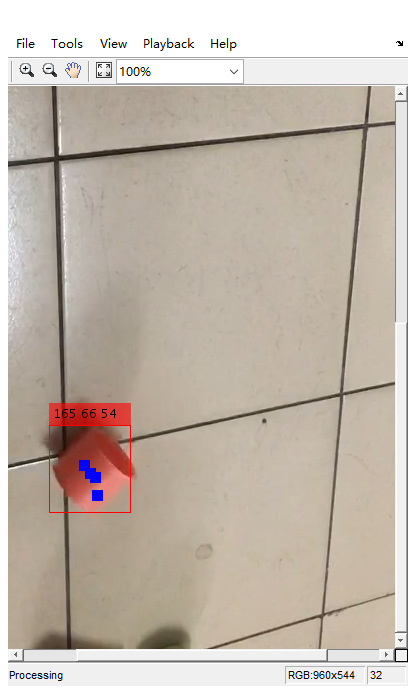 File Tools View Playback Help
100%
165 66 54
Processing RGB:960x544 32